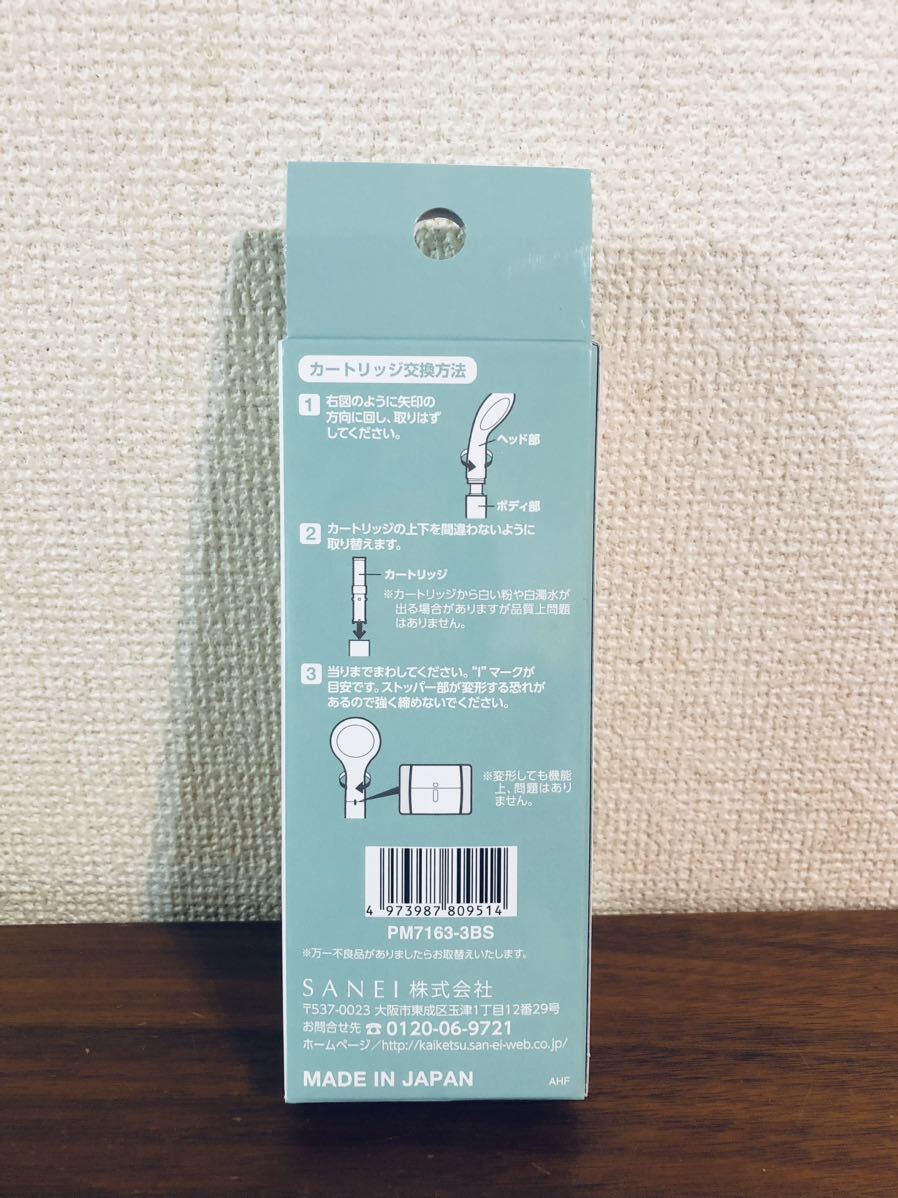 カートリッジ交換方法
1 右図のように矢印の
方向に回し、取りはず
してください。
ヘッド部
ボディ部
2 カートリッジの上下を間違わないように
取り替えます。
カートリッジ
※カートリッジから白い粉や白濁水が
出る場合がありますが品質上問題
はありません。
3 当りまでまわしてください。"I"マークが
目安です。ストッパー部が変形する恐れが
あるので強く締めないでください。
※変形しても機能
上、問題はあり
ません。
4 973987 809514
PM7163-3BS
※万一不良品がありましたらお取替えいたします。
SANEI 株式会社
〒537-0023 大阪市東成区玉津1丁目12番29号
お問合せ先 ☎ 0120-06-9721
ホームページ/http://kaiketsu.san-ei-web.co.jp/
MADE IN JAPAN
AHF